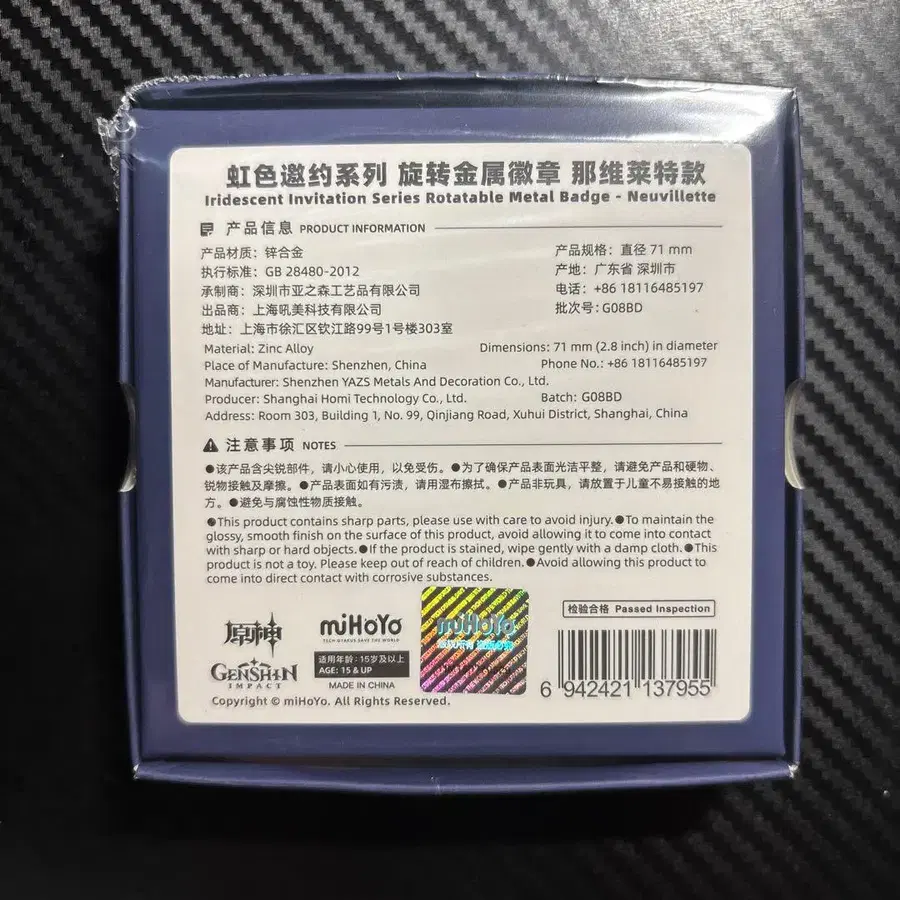 虹色邀约系列 旋转金属徽章 那维莱特款
Iridescent Invitation Series Rotatable Metal Badge - Neuvillette
产品信息 PRODUCT INFORMATION
产品材质：锌合金 产品规格：直径 71 mm
执行标准：GB 28480-2012 产地：广东省 深圳市
承制商：深圳市亚之森工艺品有限公司 电话：+86 18116485197
出品商：上海吼美科技有限公司 批次号：G08BD
地址：上海市徐汇区钦江路99号1号楼303室
Material: Zinc Alloy Dimensions: 71 mm (2.8 inch) in diameter
Place of Manufacture: Shenzhen, China Phone No.: +86 18116485197
Manufacturer: Shenzhen YAZS Metals And Decoration Co., Ltd.
Producer: Shanghai Homi Technology Co., Ltd. Batch: G08BD
Address: Room 303, Building 1, No. 99, Qinjiang Road, Xuhui District, Shanghai, China
注意事项 NOTES
●该产品含尖锐部件，请小心使用，以免受伤。●为了确保产品表面光洁平整，请避免产品和硬物、
锐物接触及摩擦。●产品表面如有污渍，请用湿布擦拭。●产品非玩具，请放置于儿童不易接触的地
方。●避免与腐蚀性物质接触。
●This product contains sharp parts, please use with care to avoid injury.●To maintain the
glossy, smooth finish on the surface of this product, avoid allowing it to come into contact
with sharp or hard objects.●If the product is stained, wipe gently with a damp cloth.●This
product is not a toy. Please keep out of reach of children.●Avoid allowing this product to
come into direct contact with corrosive substances.
原神
GENSHIN
IMPACT
miHoYo
TECH OTAKUS SAVE THE WORLD
适用年龄：15岁及以上
AGE: 15 & UP
MADE IN CHINA
miHoYo
检验合格 Passed Inspection
6 942421 137955
Copyright © miHoYo. All Rights Reserved.